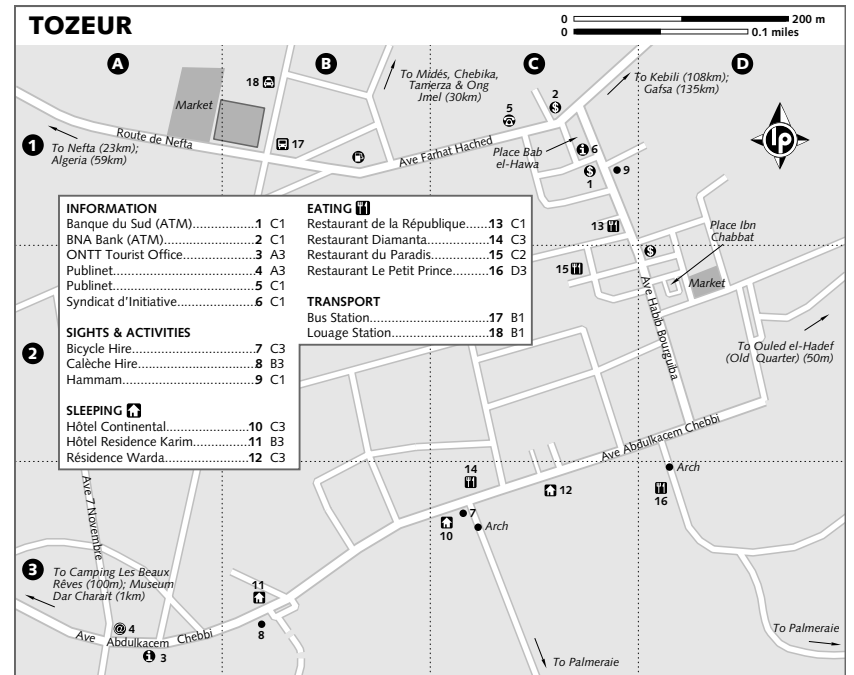 TOZEUR
0 200 m
0 0.1 miles
A B C D
18
Market
To Midés, Chebika,
Tamerza & Ong
Jmel (30km)
2
5
To Kebili (108km);
Gafsa (135km)
lp
1
To Nefta (23km);
Algeria (59km)
Route de Nefta
17
Ave Farhat Hached
Place Bab
el-Hawa
6
1
9
INFORMATION
Banque du Sud (ATM) 1 C1
BNA Bank (ATM) 2 C1
ONTT Tourist Office 3 A3
Publinet 4 A3
Publinet 5 C1
Syndicat d'Initiative 6 C1
SIGHTS & ACTIVITIES
Bicycle Hire 7 C3
Calèche Hire 8 B3
Hammam 9 C1
SLEEPING
Hôtel Continental 10 C3
Hôtel Residence Karim 11 B3
Résidence Warda 12 C3
EATING
Restaurant de la République 13 C1
Restaurant Diamanta 14 C3
Restaurant du Paradis 15 C2
Restaurant Le Petit Prince 16 D3
TRANSPORT
Bus Station 17 B1
Louage Station 18 B1
13
Place Ibn
Chabbat
15
Market
Ave Habib Bourguiba
2
To Ouled el-Hadef
(Old Quarter) (50m)
Ave Abdulkacem Chebbi
14
12
Arch
16
7
10
Arch
Ave 7 Novembre
3
To Camping Les Beaux
Rêves (100m); Museum
Dar Charait (1km)
11
@ 4
8
Ave Abdulkacem Chebbi
3
To Palmeraie
To Palmeraie